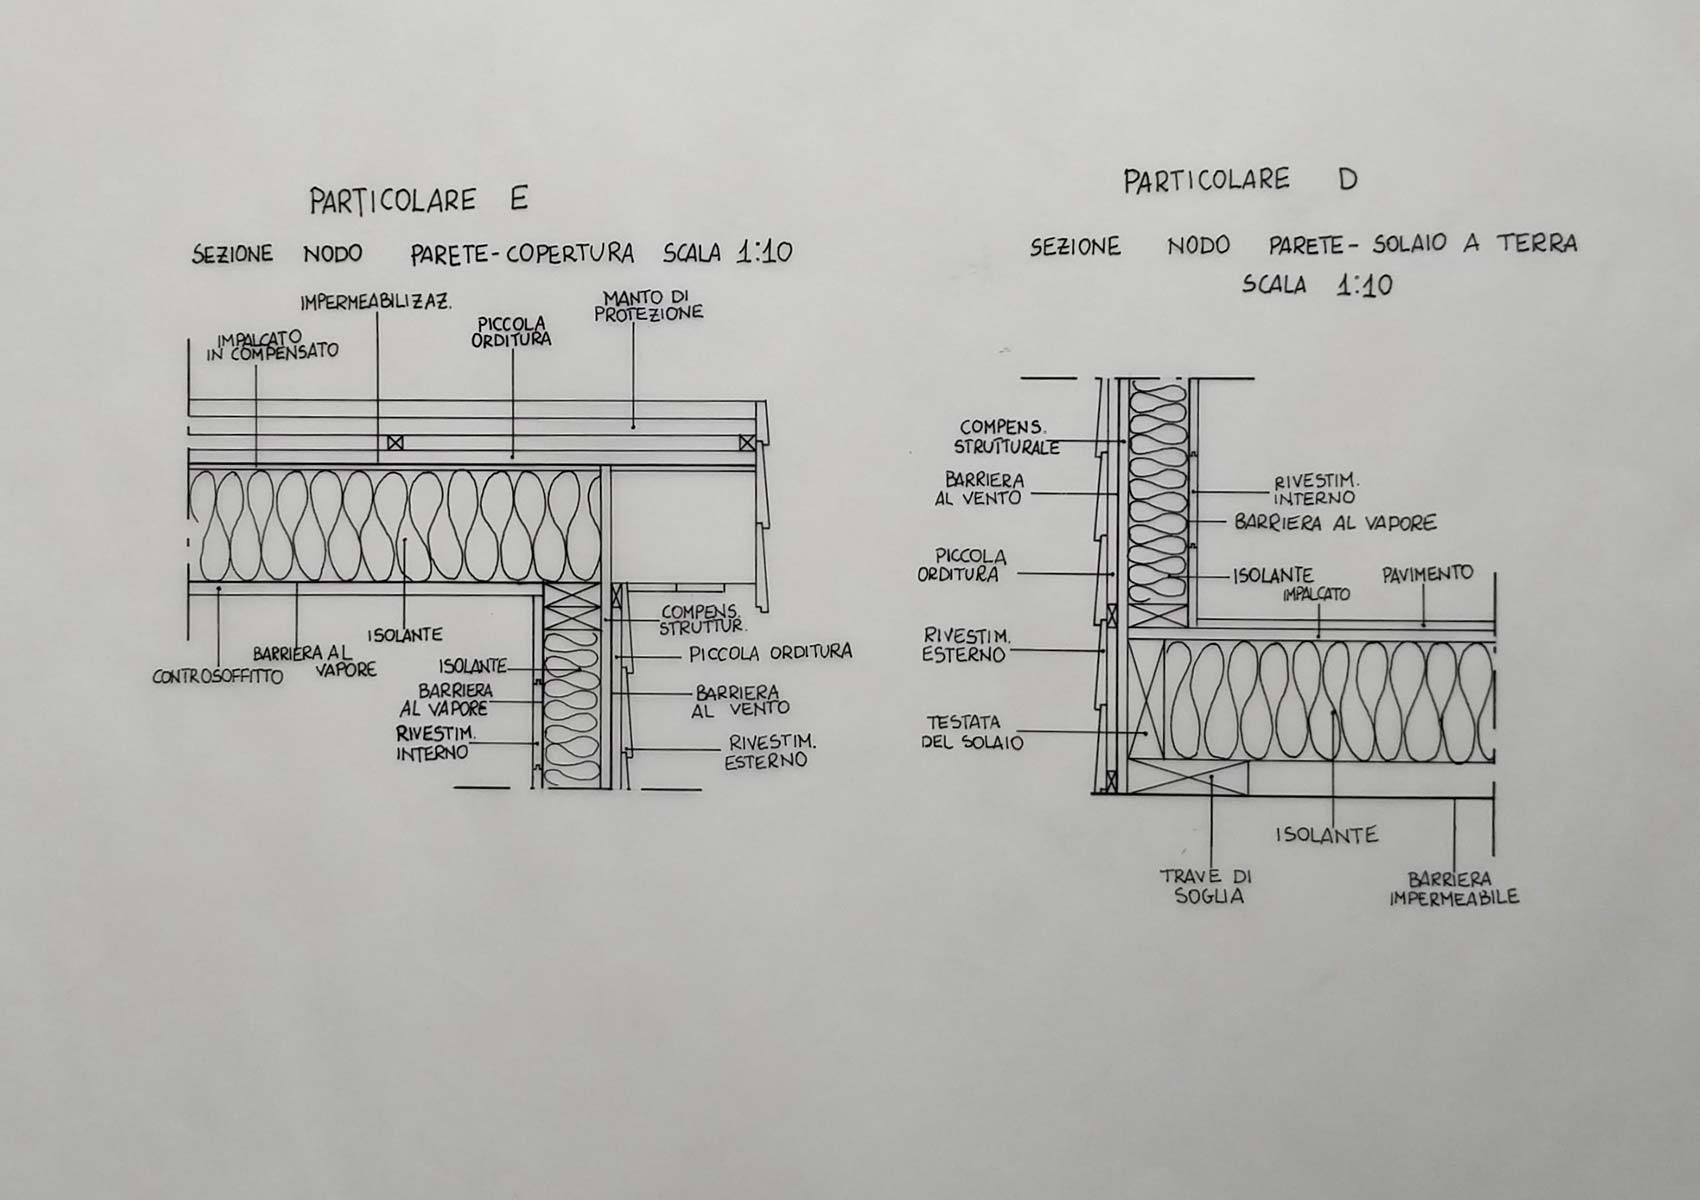 PARTICOLARE E
SEZIONE NODO PARETE-COPERTURA SCALA 1:10
IMPERMEABILIZAZ.
MANTO DI
PROTEZIONE
PICCOLA
ORDITURA
IMPALCATO
IN COMPENSATO
COMPENS.
STRUTTUR.
ISOLANTE
BARRIERA AL
VAPORE
CONTROSOFFITTO
PICCOLA ORDITURA
ISOLANTE
BARRIERA
AL VAPORE
BARRIERA
AL VENTO
RIVESTIM.
INTERNO
RIVESTIM.
ESTERNO
PARTICOLARE D
SEZIONE NODO PARETE- SOLAIO A TERRA
SCALA 1:10
COMPENS.
STRUTTURALE
BARRIERA
AL VENTO
RIVESTIM.
INTERNO
BARRIERA AL VAPORE
PICCOLA
ORDITURA
ISOLANTE
IMPALCATO
PAVIMENTO
RIVESTIM.
ESTERNO
TESTATA
DEL SOLAIO
ISOLANTE
TRAVE DI
SOGLIA
BARRIERA
IMPERMEABILE